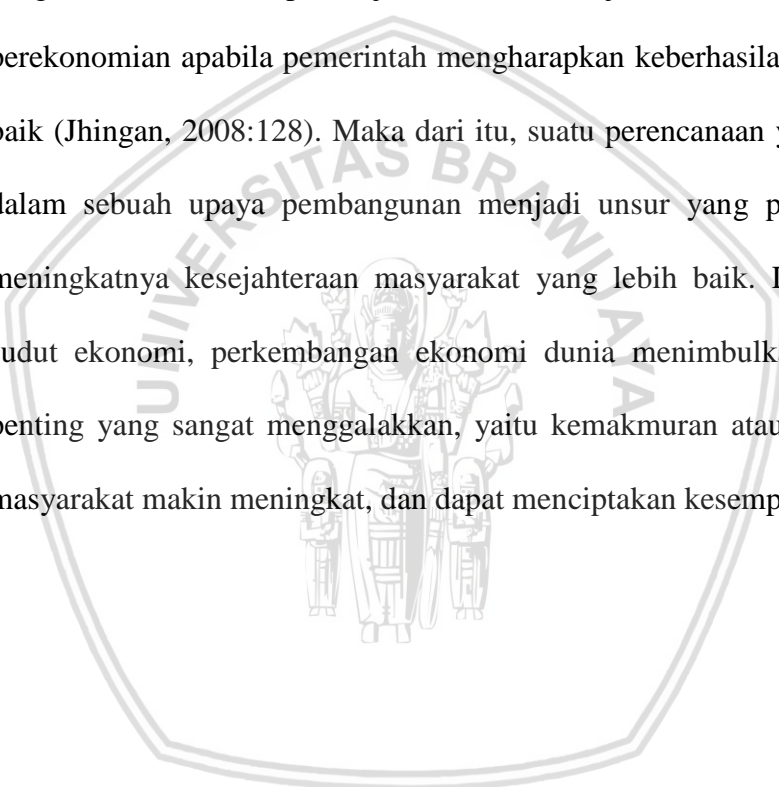 perekonomian apabila pemerintah mengharapkan keberhasila
baik (Jhingan, 2008:128). Maka dari itu, suatu perencanaan y
dalam sebuah upaya pembangunan menjadi unsur yang p
meningkatnya kesejahteraan masyarakat yang lebih baik.
sudut ekonomi, perkembangan ekonomi dunia menimbulk
penting yang sangat menggalakkan, yaitu kemakmuran atau
masyarakat makin meningkat, dan dapat menciptakan kesemp
UNIVERSITAS BRAWIJAYA